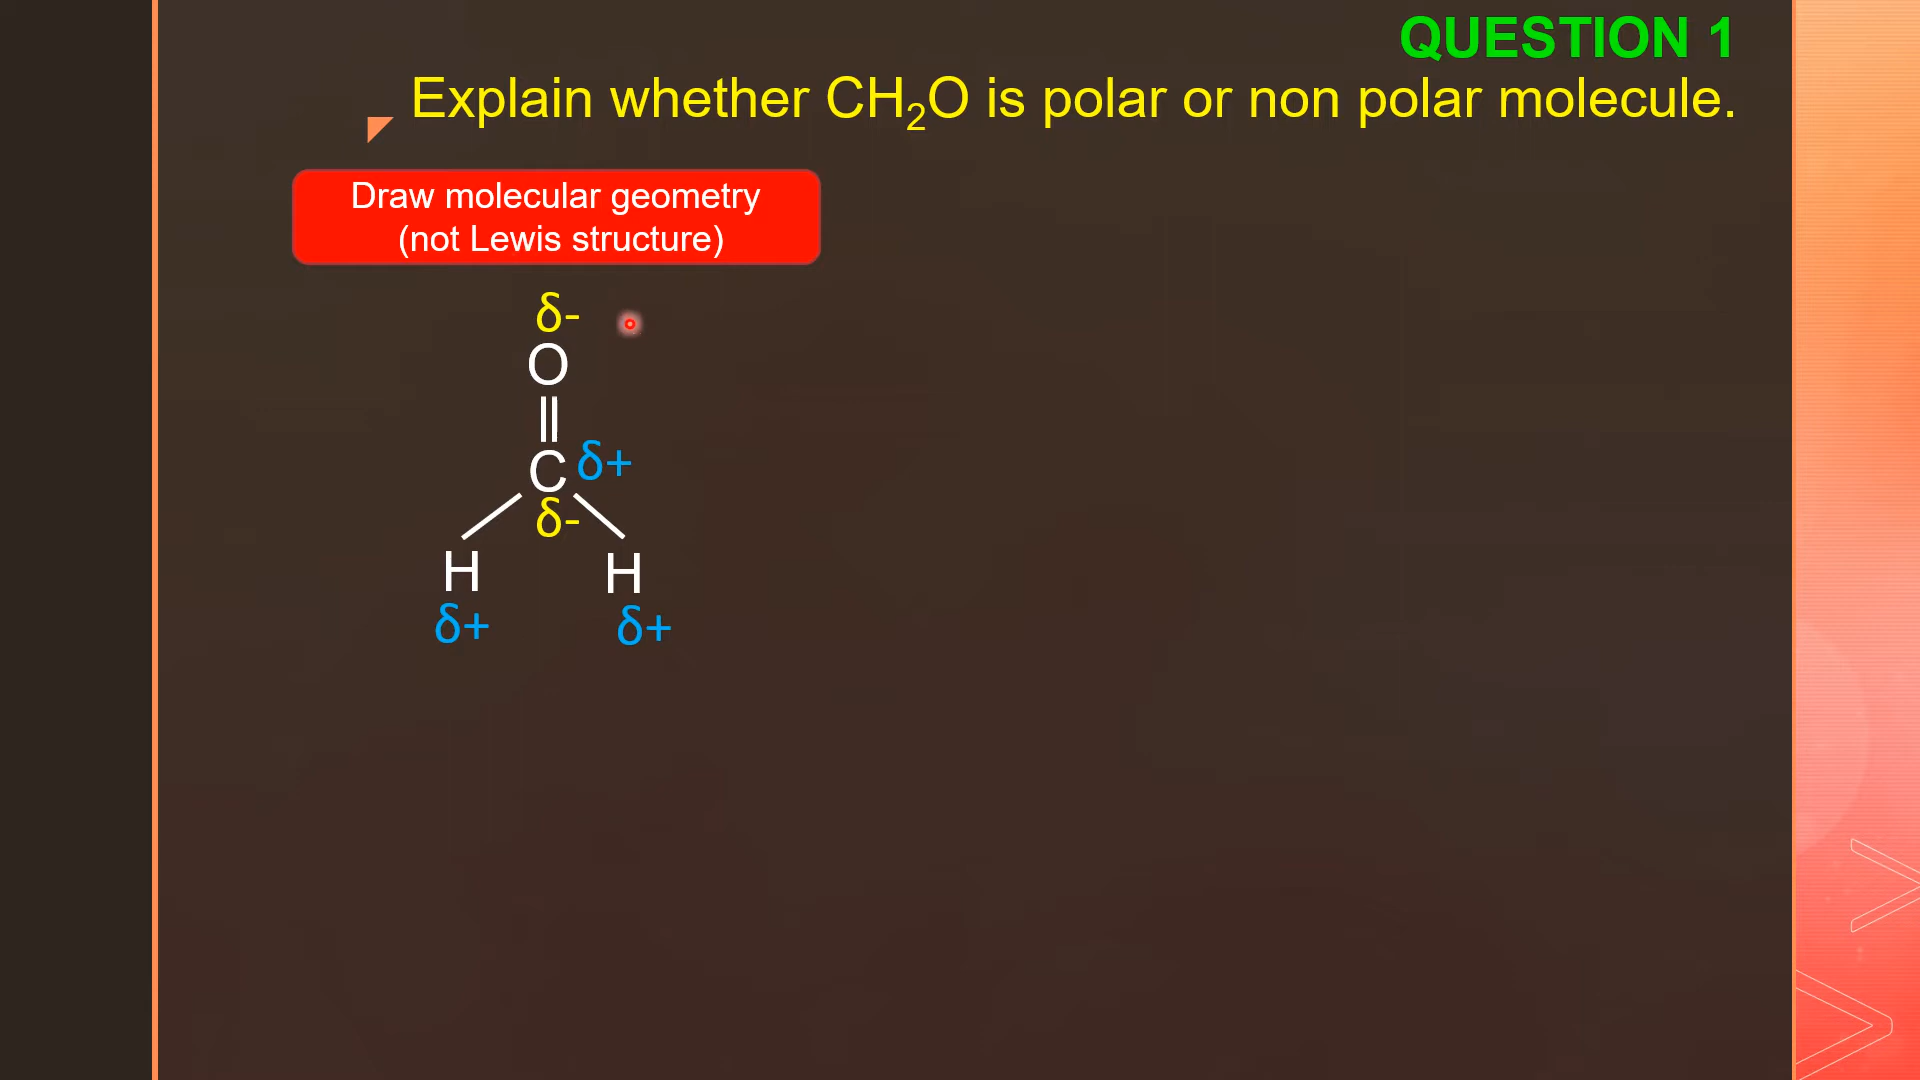 QUESTION 1
Explain whether CH₂O is polar or non polar molecule.
Draw molecular geometry
(not Lewis structure)
δ-
O
C δ+
δ-
H H
δ+ δ+